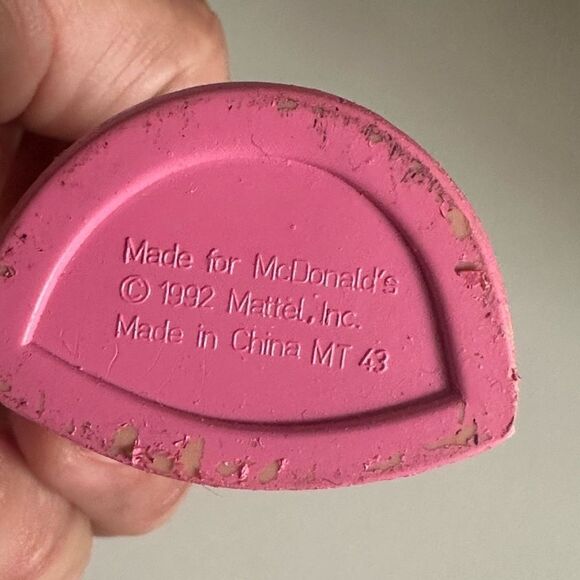 Made for McDonald's
© 1992 Mattel, Inc.
Made in China MT 43